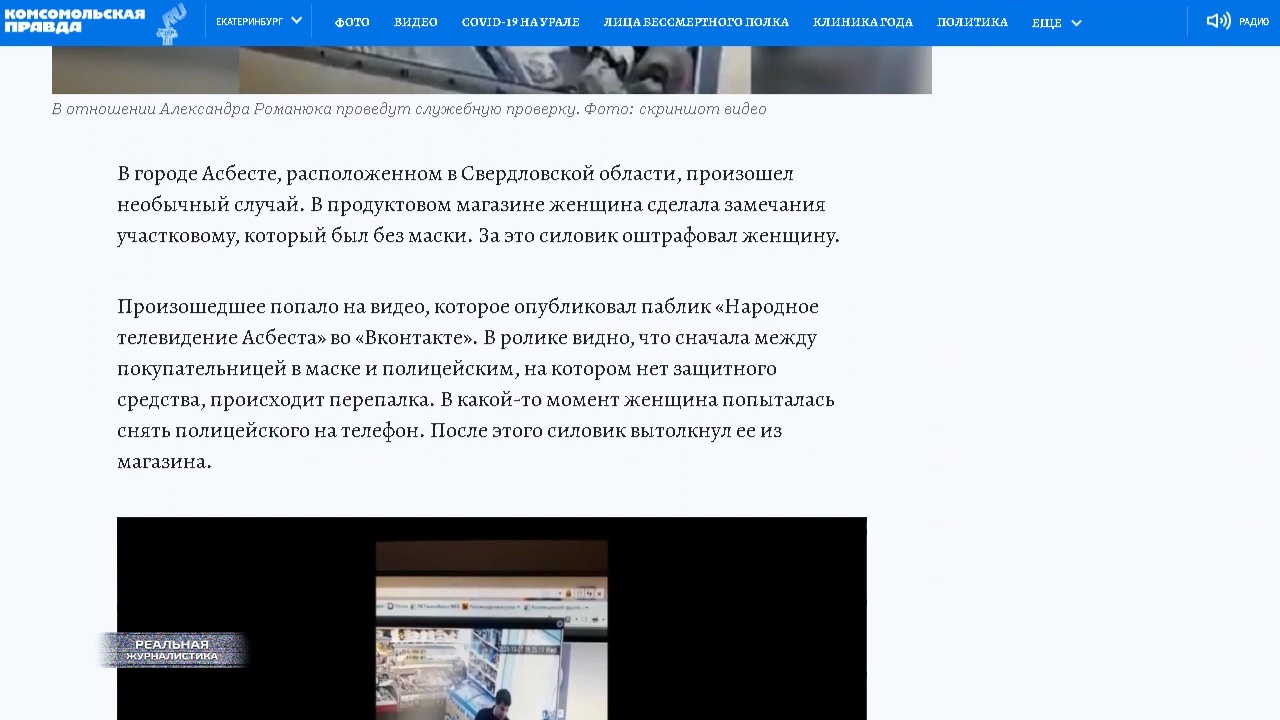 КОМСОМОЛЬСКАЯ
ПРАВДА
.RU
ЕКАТЕРИНБУРГ
ФОТО
ВИДЕО
COVID-19 НА УРАЛЕ
ЛИЦА БЕССМЕРТНОГО ПОЛКА
КЛИНИКА ГОДА
ПОЛИТИКА
ЕЩЕ
РАДИО
В отношении Александра Романюка проведут служебную проверку. Фото: скриншот видео
В городе Асбесте, расположенном в Свердловской области, произошел
необычный случай. В продуктовом магазине женщина сделала замечания
участковому, который был без маски. За это силовик оштрафовал женщину.
Произошедшее попало на видео, которое опубликовал паблик «Народное
телевидение Асбеста» во «Вконтакте». В ролике видно, что сначала между
покупательницей в маске и полицейским, на котором нет защитного
средства, происходит перепалка. В какой-то момент женщина попыталась
снять полицейского на телефон. После этого силовик вытолкнул ее из
магазина.
РЕАЛЬНАЯ
ЖУРНАЛИСТИКА